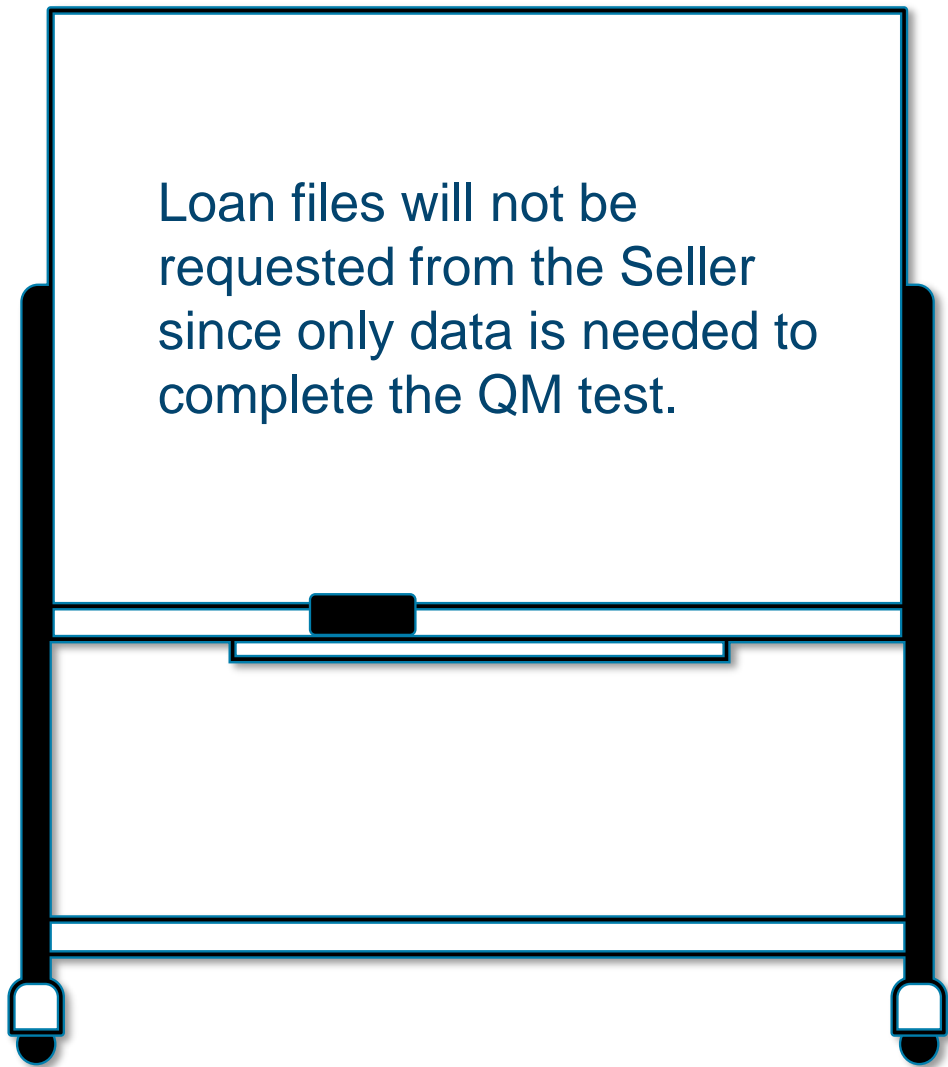 Loan files will not be
requested from the Seller
since only data is needed to
complete the QM test.